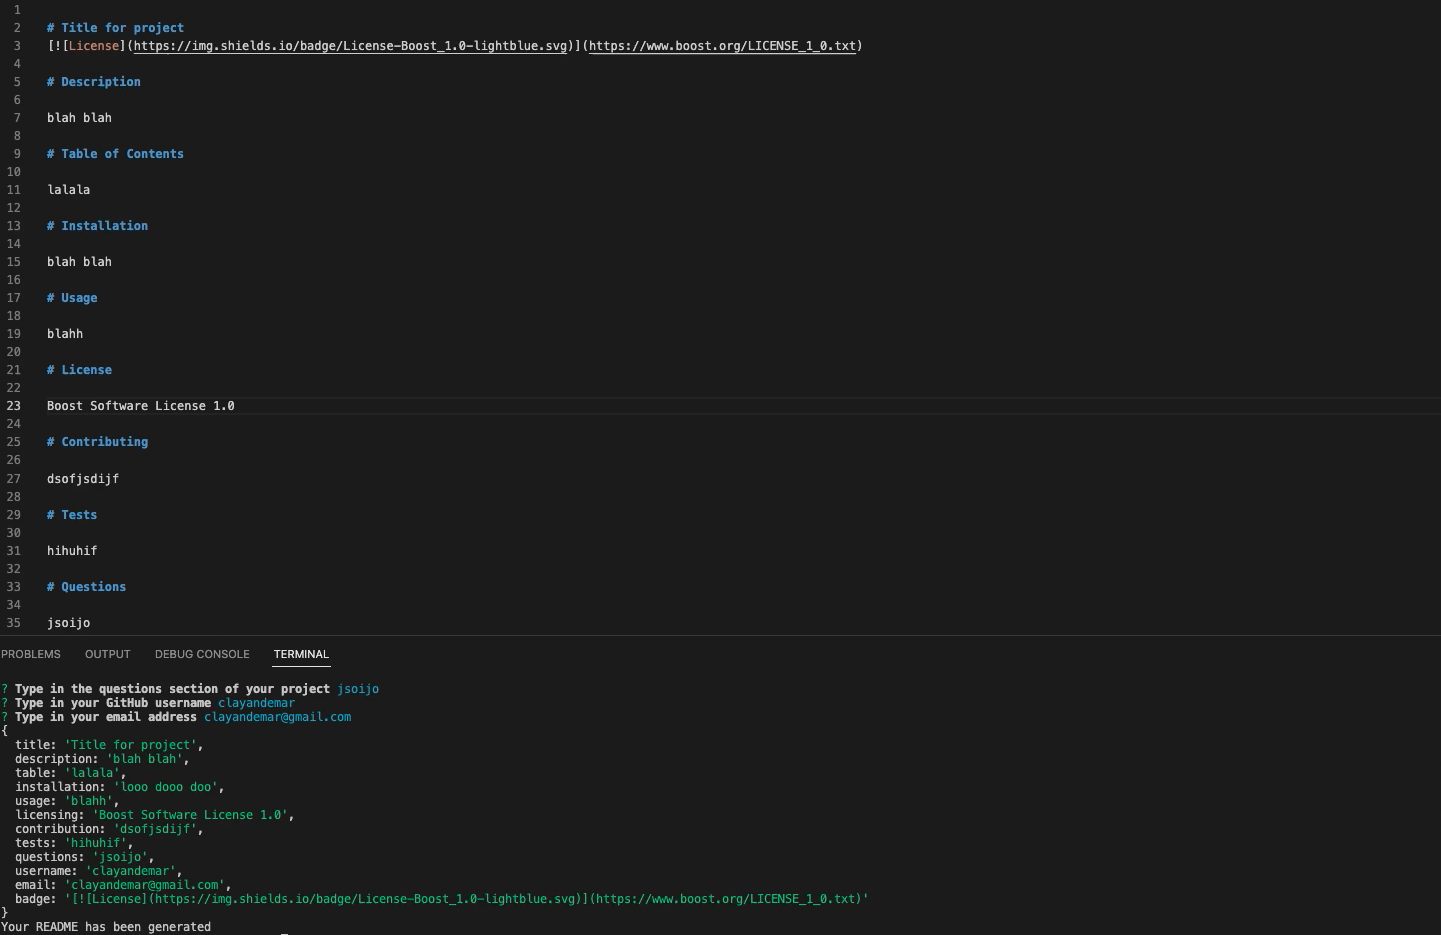 1
2 # Title for project
3 [![License](https://img.shields.io/badge/License-Boost_1.0-lightblue.svg)](https://www.boost.org/LICENSE_1_0.txt)
4
5 # Description
6
7 blah blah
8
9 # Table of Contents
10
11 lalala
12
13 # Installation
14
15 blah blah
16
17 # Usage
18
19 blahh
20
21 # License
22
23 Boost Software License 1.0
24
25 # Contributing
26
27 dsofjsdijf
28
29 # Tests
30
31 hihuhif
32
33 # Questions
34
35 jsoijo
PROBLEMS OUTPUT DEBUG CONSOLE TERMINAL
? Type in the questions section of your project jsoijo
? Type in your GitHub username clayandemar
? Type in your email address clayandemar@gmail.com
{
  title: 'Title for project',
  description: 'blah blah',
  table: 'lalala',
  installation: 'looo dooo doo',
  usage: 'blahh',
  licensing: 'Boost Software License 1.0',
  contribution: 'dsofjsdijf',
  tests: 'hihuhif',
  questions: 'jsoijo',
  username: 'clayandemar',
  email: 'clayandemar@gmail.com',
  badge: '[![License](https://img.shields.io/badge/License-Boost_1.0-lightblue.svg)](https://www.boost.org/LICENSE_1_0.txt)'
}
Your README has been generated